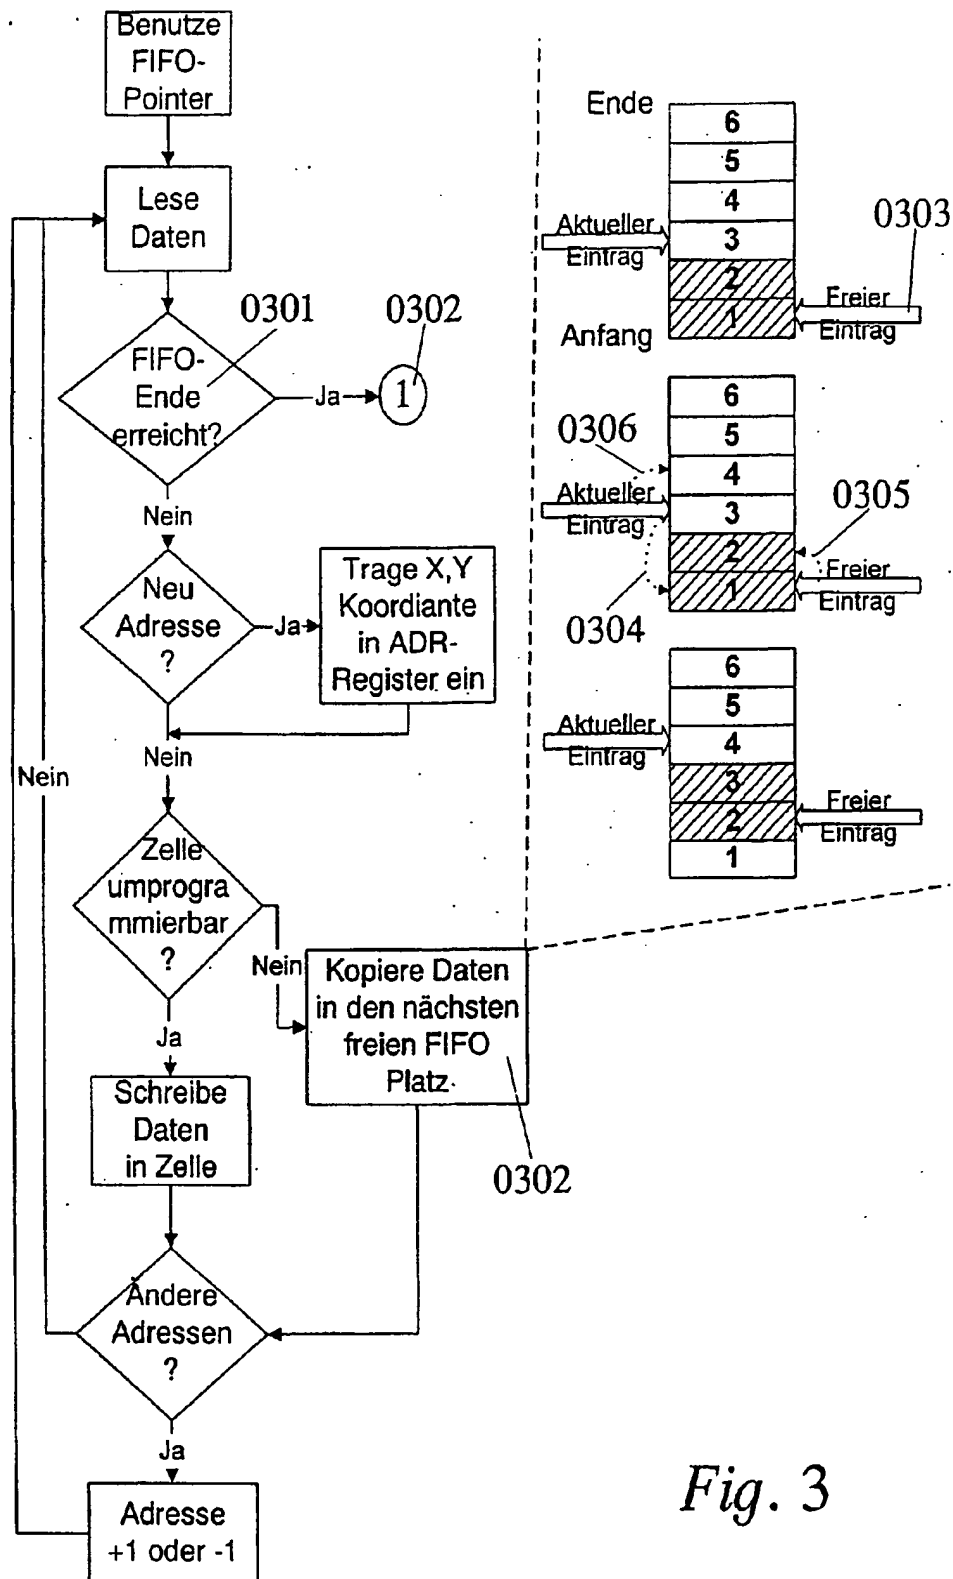 Benutze
FIFO-
Pointer
Lese
Daten
0301
0302
FIFO-
Ende
erreicht?
Ja
1
Nein
Neu
Adresse
?
Ja
Trage X,Y
Koordiante
in ADR-
Register ein
Nein
Nein
Zelle
umprogra
mmierbar
?
Nein
Kopiere Daten
in den nächsten
freien FIFO
Platz.
Ja
Schreibe
Daten
in Zelle
0302
Ändere
Adressen
?
Ja
Adresse
+1 oder -1
Ende
6
5
4
3
2
1
Aktueller
Eintrag
0303
Freier
Eintrag
Anfang
6
5
4
3
2
1
0306
Aktueller
Eintrag
0305
0304
Freier
Eintrag
6
5
4
3
2
1
Aktueller
Eintrag
Freier
Eintrag
Fig. 3